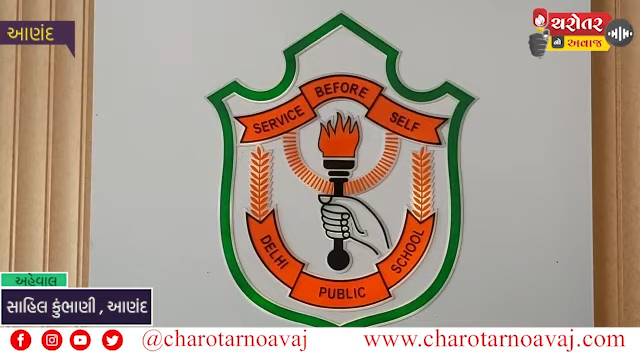 આણંદ
ચરોતર
નો અવાજ
SERVICE BEFORE SELF
DELHI PUBLIC SCHOOL
અહેવાલ
સાહિલ કુંભાણી , આણંદ
@charotarnoavaj
www.charotarnoavaj.com